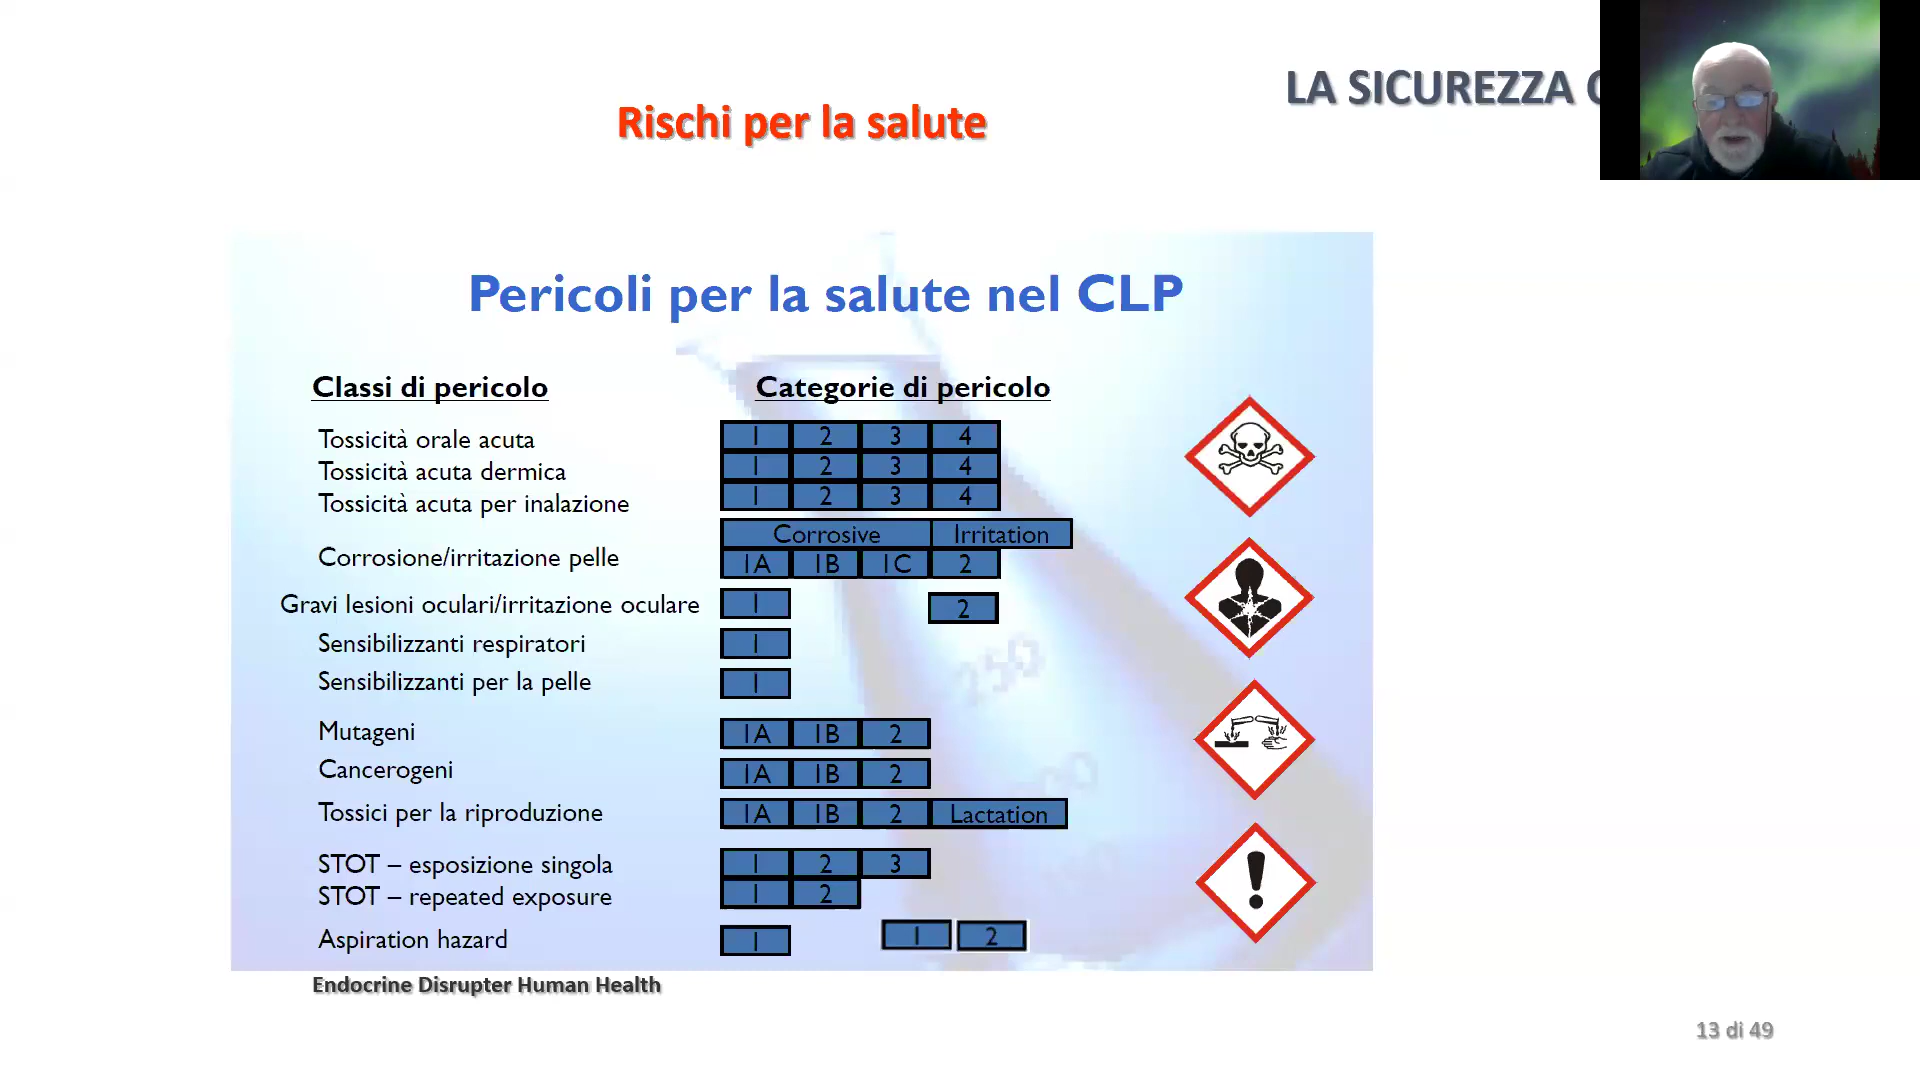 LA SICUREZZA
Rischi per la salute
Pericoli per la salute nel CLP
Classi di pericolo Categorie di pericolo
Tossicità orale acuta 1 2 3 4
Tossicità acuta dermica 1 2 3 4
Tossicità acuta per inalazione 1 2 3 4
Corrosive Irritation
Corrosione/irritazione pelle 1A 1B 1C 2
Gravi lesioni oculari/irritazione oculare 1 2
Sensibilizzanti respiratori 1
Sensibilizzanti per la pelle 1
Mutageni 1A 1B 2
Cancerogeni 1A 1B 2
Tossici per la riproduzione 1A 1B 2 Lactation
STOT – esposizione singola 1 2 3
STOT – repeated exposure 1 2
Aspiration hazard 1 1 2
Endocrine Disrupter Human Health
13 di 49